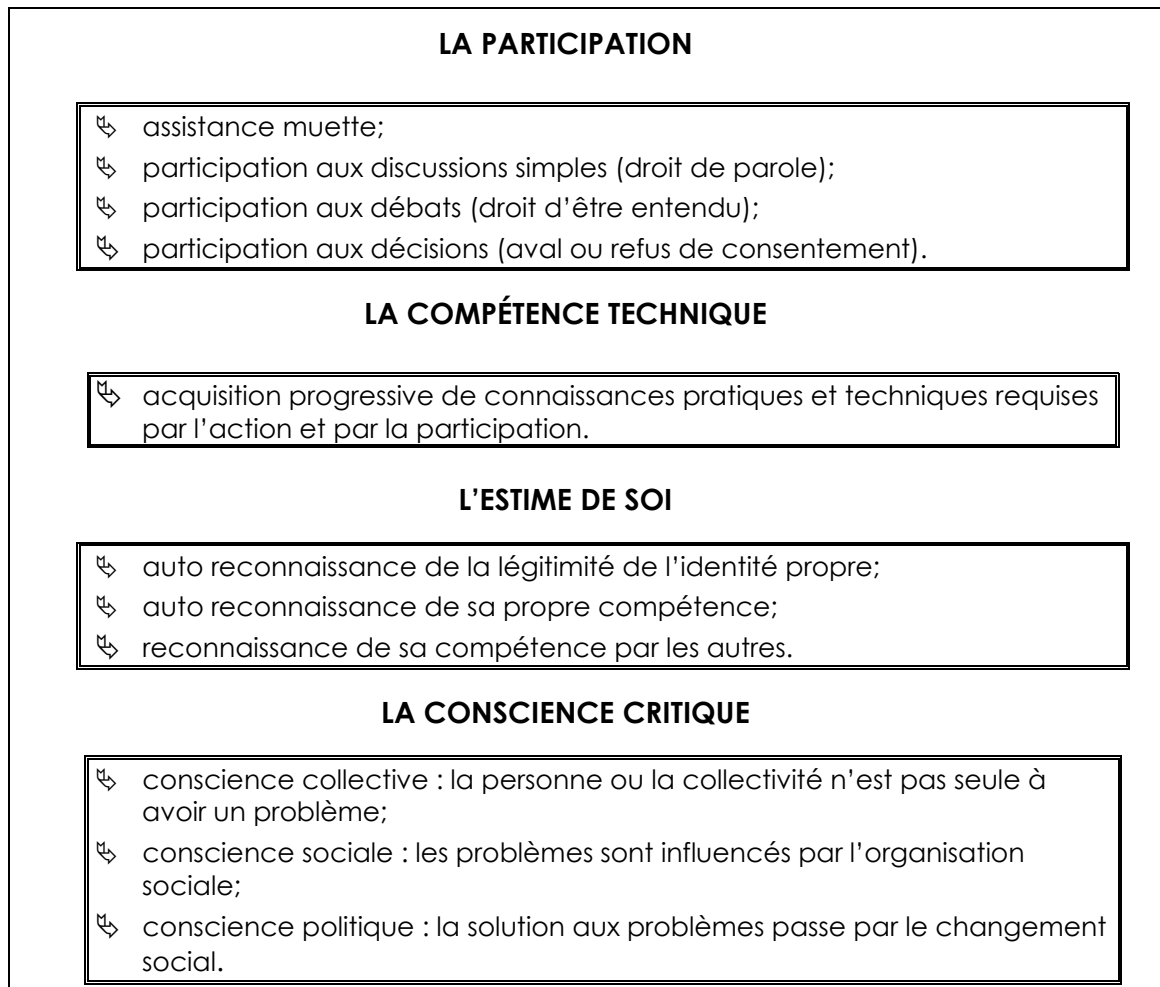 LA PARTICIPATION
⮱ assistance muette;
⮱ participation aux discussions simples (droit de parole);
⮱ participation aux débats (droit d’être entendu);
⮱ participation aux décisions (aval ou refus de consentement).
LA COMPÉTENCE TECHNIQUE
⮱ acquisition progressive de connaissances pratiques et techniques requises
par l’action et par la participation.
L’ESTIME DE SOI
⮱ auto reconnaissance de la légitimité de l’identité propre;
⮱ auto reconnaissance de sa propre compétence;
⮱ reconnaissance de sa compétence par les autres.
LA CONSCIENCE CRITIQUE
⮱ conscience collective : la personne ou la collectivité n’est pas seule à
avoir un problème;
⮱ conscience sociale : les problèmes sont influencés par l’organisation
sociale;
⮱ conscience politique : la solution aux problèmes passe par le changement
social.